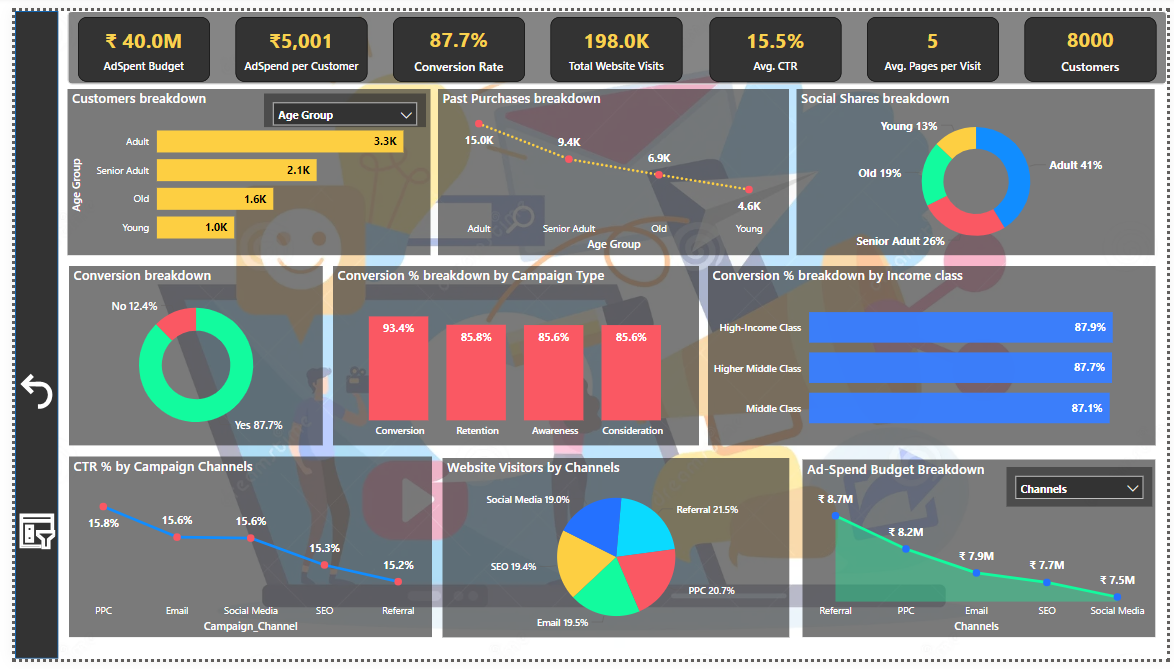 ₹ 40.0M
AdSpent Budget
₹5,001
AdSpend per Customer
87.7%
Conversion Rate
198.0K
Total Website Visits
15.5%
Avg. CTR
5
Avg. Pages per Visit
8000
Customers
Customers breakdown
Age Group
Age Group
Adult
3.3K
Senior Adult
2.1K
Old
1.6K
Young
1.0K
Past Purchases breakdown
15.0K
9.4K
6.9K
4.6K
Adult
Senior Adult
Old
Young
Age Group
Social Shares breakdown
Young 13%
Adult 41%
Old 19%
Senior Adult 26%
Conversion breakdown
No 12.4%
Yes 87.7%
Conversion % breakdown by Campaign Type
93.4%
85.8%
85.6%
85.6%
Conversion
Retention
Awareness
Consideration
Conversion % breakdown by Income class
High-Income Class
87.9%
Higher Middle Class
87.7%
Middle Class
87.1%
CTR % by Campaign Channels
15.8%
15.6%
15.6%
15.3%
15.2%
PPC
Email
Social Media
SEO
Referral
Campaign_Channel
Website Visitors by Channels
Social Media 19.0%
Referral 21.5%
SEO 19.4%
PPC 20.7%
Email 19.5%
Ad-Spend Budget Breakdown
Channels
₹ 8.7M
₹ 8.2M
₹ 7.9M
₹ 7.7M
₹ 7.5M
Referral
PPC
Email
SEO
Social Media
Channels